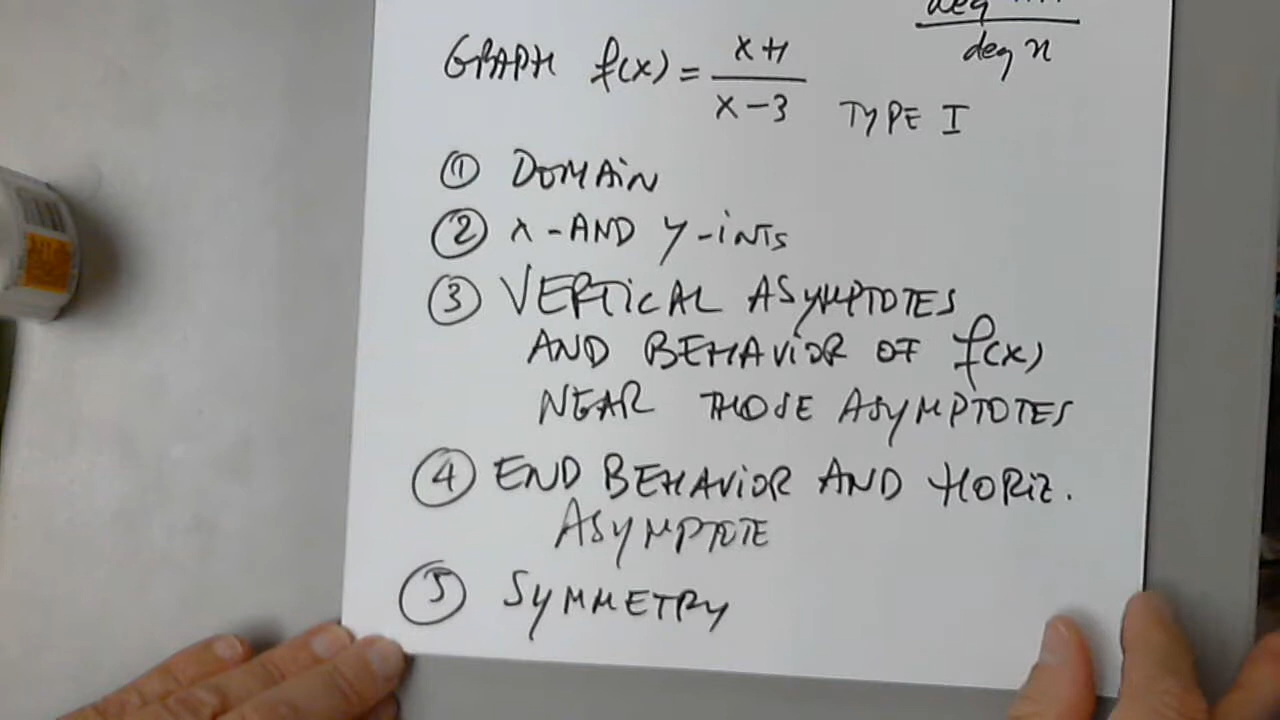 deg n
GRAPH f(x) = x+1 / x-3 TYPE I
① DOMAiN
② x-AND y-iNTS
③ VERTiCAL ASYMPTOTES
AND BEHAViOR OF f(x)
NEAR THOSE ASYMPTOTES
④ END BEHAViOR AND HORiZ.
ASYMPTOTE
⑤ SYMMETRY